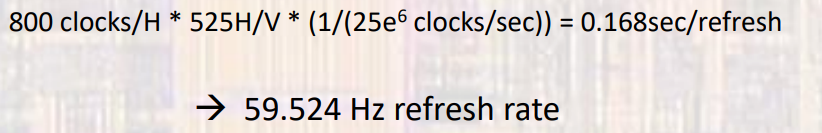 800 clocks/H * 525H/V * (1/(25e⁶ clocks/sec)) = 0.168sec/refresh
→ 59.524 Hz refresh rate